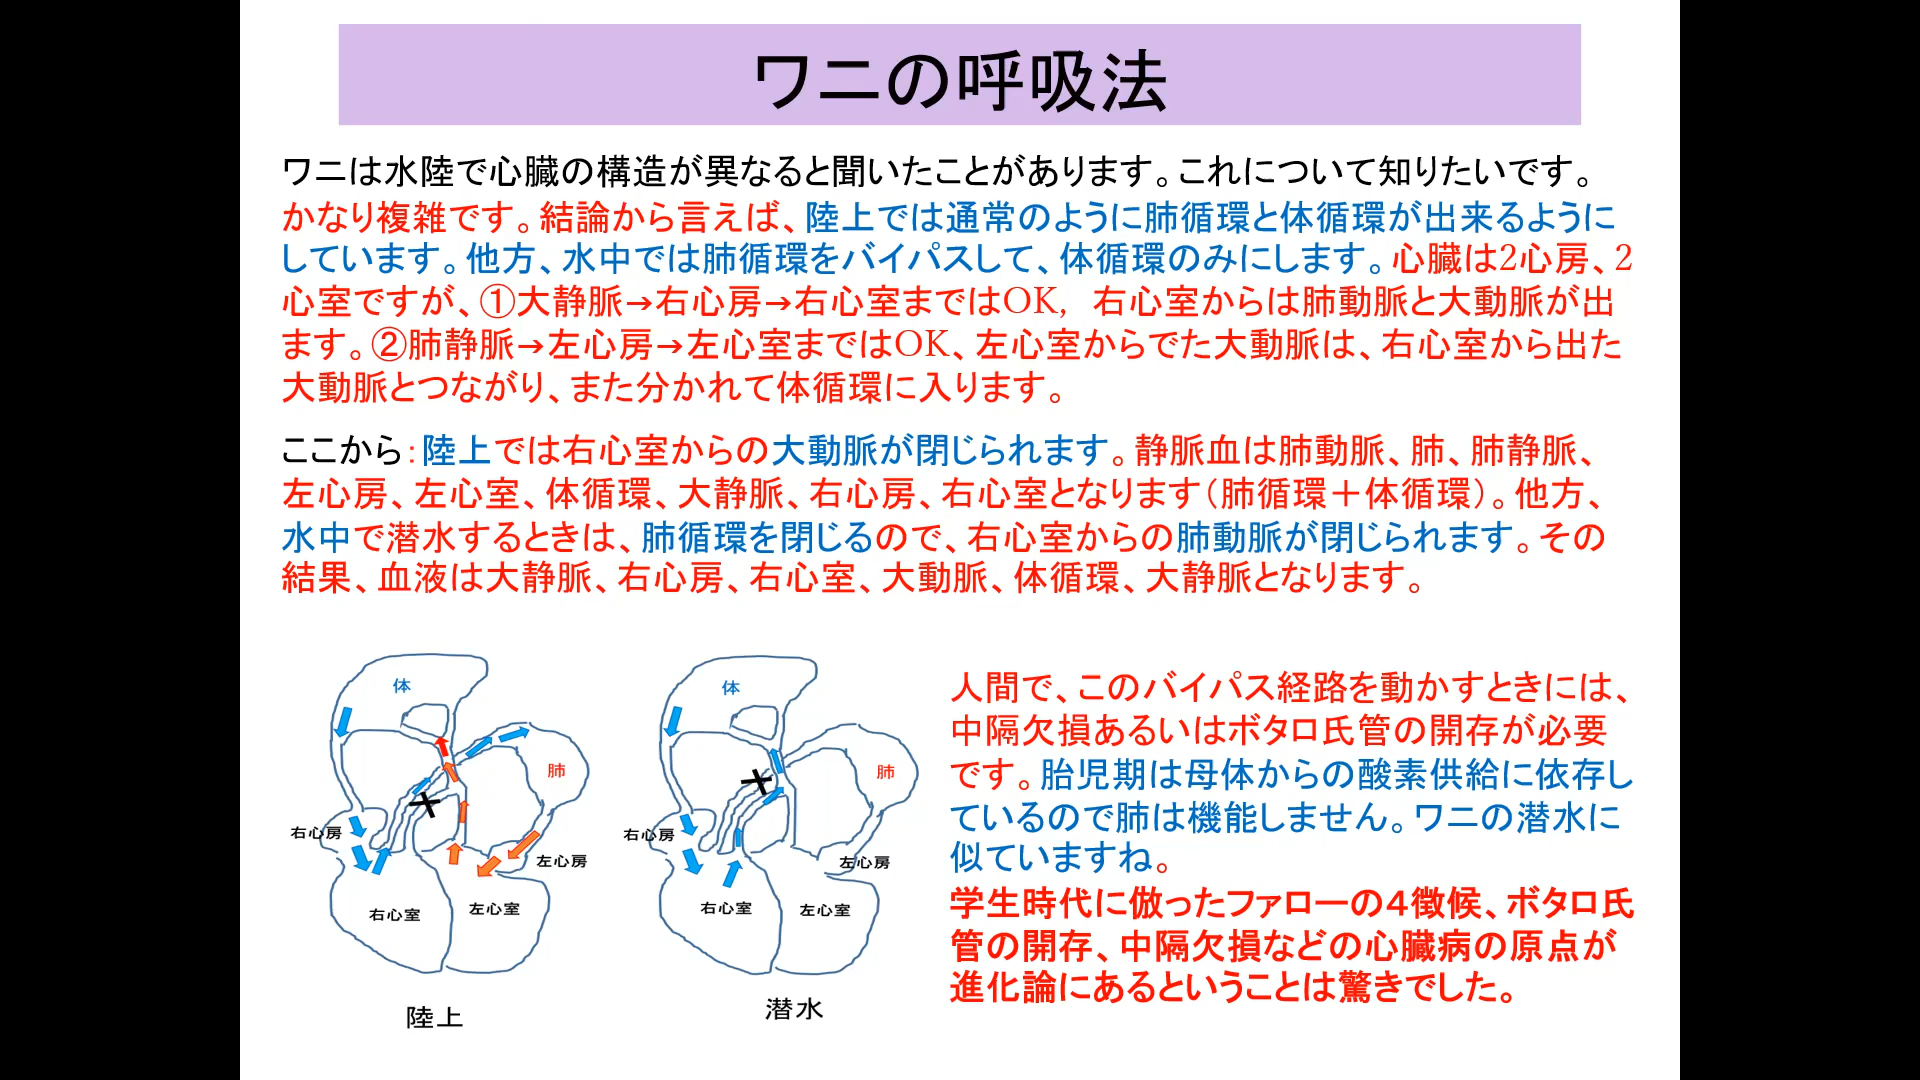 ワニの呼吸法
ワニは水陸で心臓の構造が異なると聞いたことがあります。これについて知りたいです。
かなり複雑です。結論から言えば、陸上では通常のように肺循環と体循環が出来るように
しています。他方、水中では肺循環をバイパスして、体循環のみにします。心臓は2心房、2
心室ですが、①大静脈→右心房→右心室まではOK, 右心室からは肺動脈と大動脈が出
ます。②肺静脈→左心房→左心室まではOK、左心室からでた大動脈は、右心室から出た
大動脈とつながり、また分かれて体循環に入ります。
ここから：陸上では右心室からの大動脈が閉じられます。静脈血は肺動脈、肺、肺静脈、
左心房、左心室、体循環、大静脈、右心房、右心室となります（肺循環＋体循環）。他方、
水中で潜水するときは、肺循環を閉じるので、右心室からの肺動脈が閉じられます。その
結果、血液は大静脈、右心房、右心室、大動脈、体循環、大静脈となります。
体
肺
右心房
左心房
右心室
左心室
陸上
体
肺
右心房
左心房
右心室
左心室
潜水
人間で、このバイパス経路を動かすときには、
中隔欠損あるいはボタロ氏管の開存が必要
です。胎児期は母体からの酸素供給に依存し
ているので肺は機能しません。ワニの潜水に
似ていますね。
学生時代に倣ったファローの４徴候、ボタロ氏
管の開存、中隔欠損などの心臓病の原点が
進化論にあるということは驚きでした。